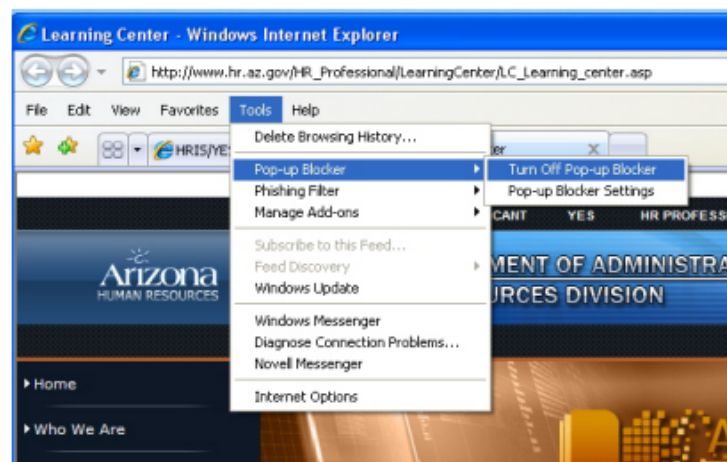 Learning Center - Windows Internet Explorer
http://www.hr.az.gov/HR_Professional/LearningCenter/LC_Learning_center.asp
File Edit View Favorites Tools Help
HRIS/YE
er X
Delete Browsing History...
Pop-up Blocker
Turn Off Pop-up Blocker
Phishing Filter
Pop-up Blocker Settings
Manage Add-ons
CANT YES HR PROFESS
Subscribe to this Feed...
Feed Discovery
Windows Update
ARIZONA
HUMAN RESOURCES
MENT OF ADMINISTRA
URCES DIVISION
Windows Messenger
Diagnose Connection Problems...
Novell Messenger
Internet Options
Home
Who We Are
A